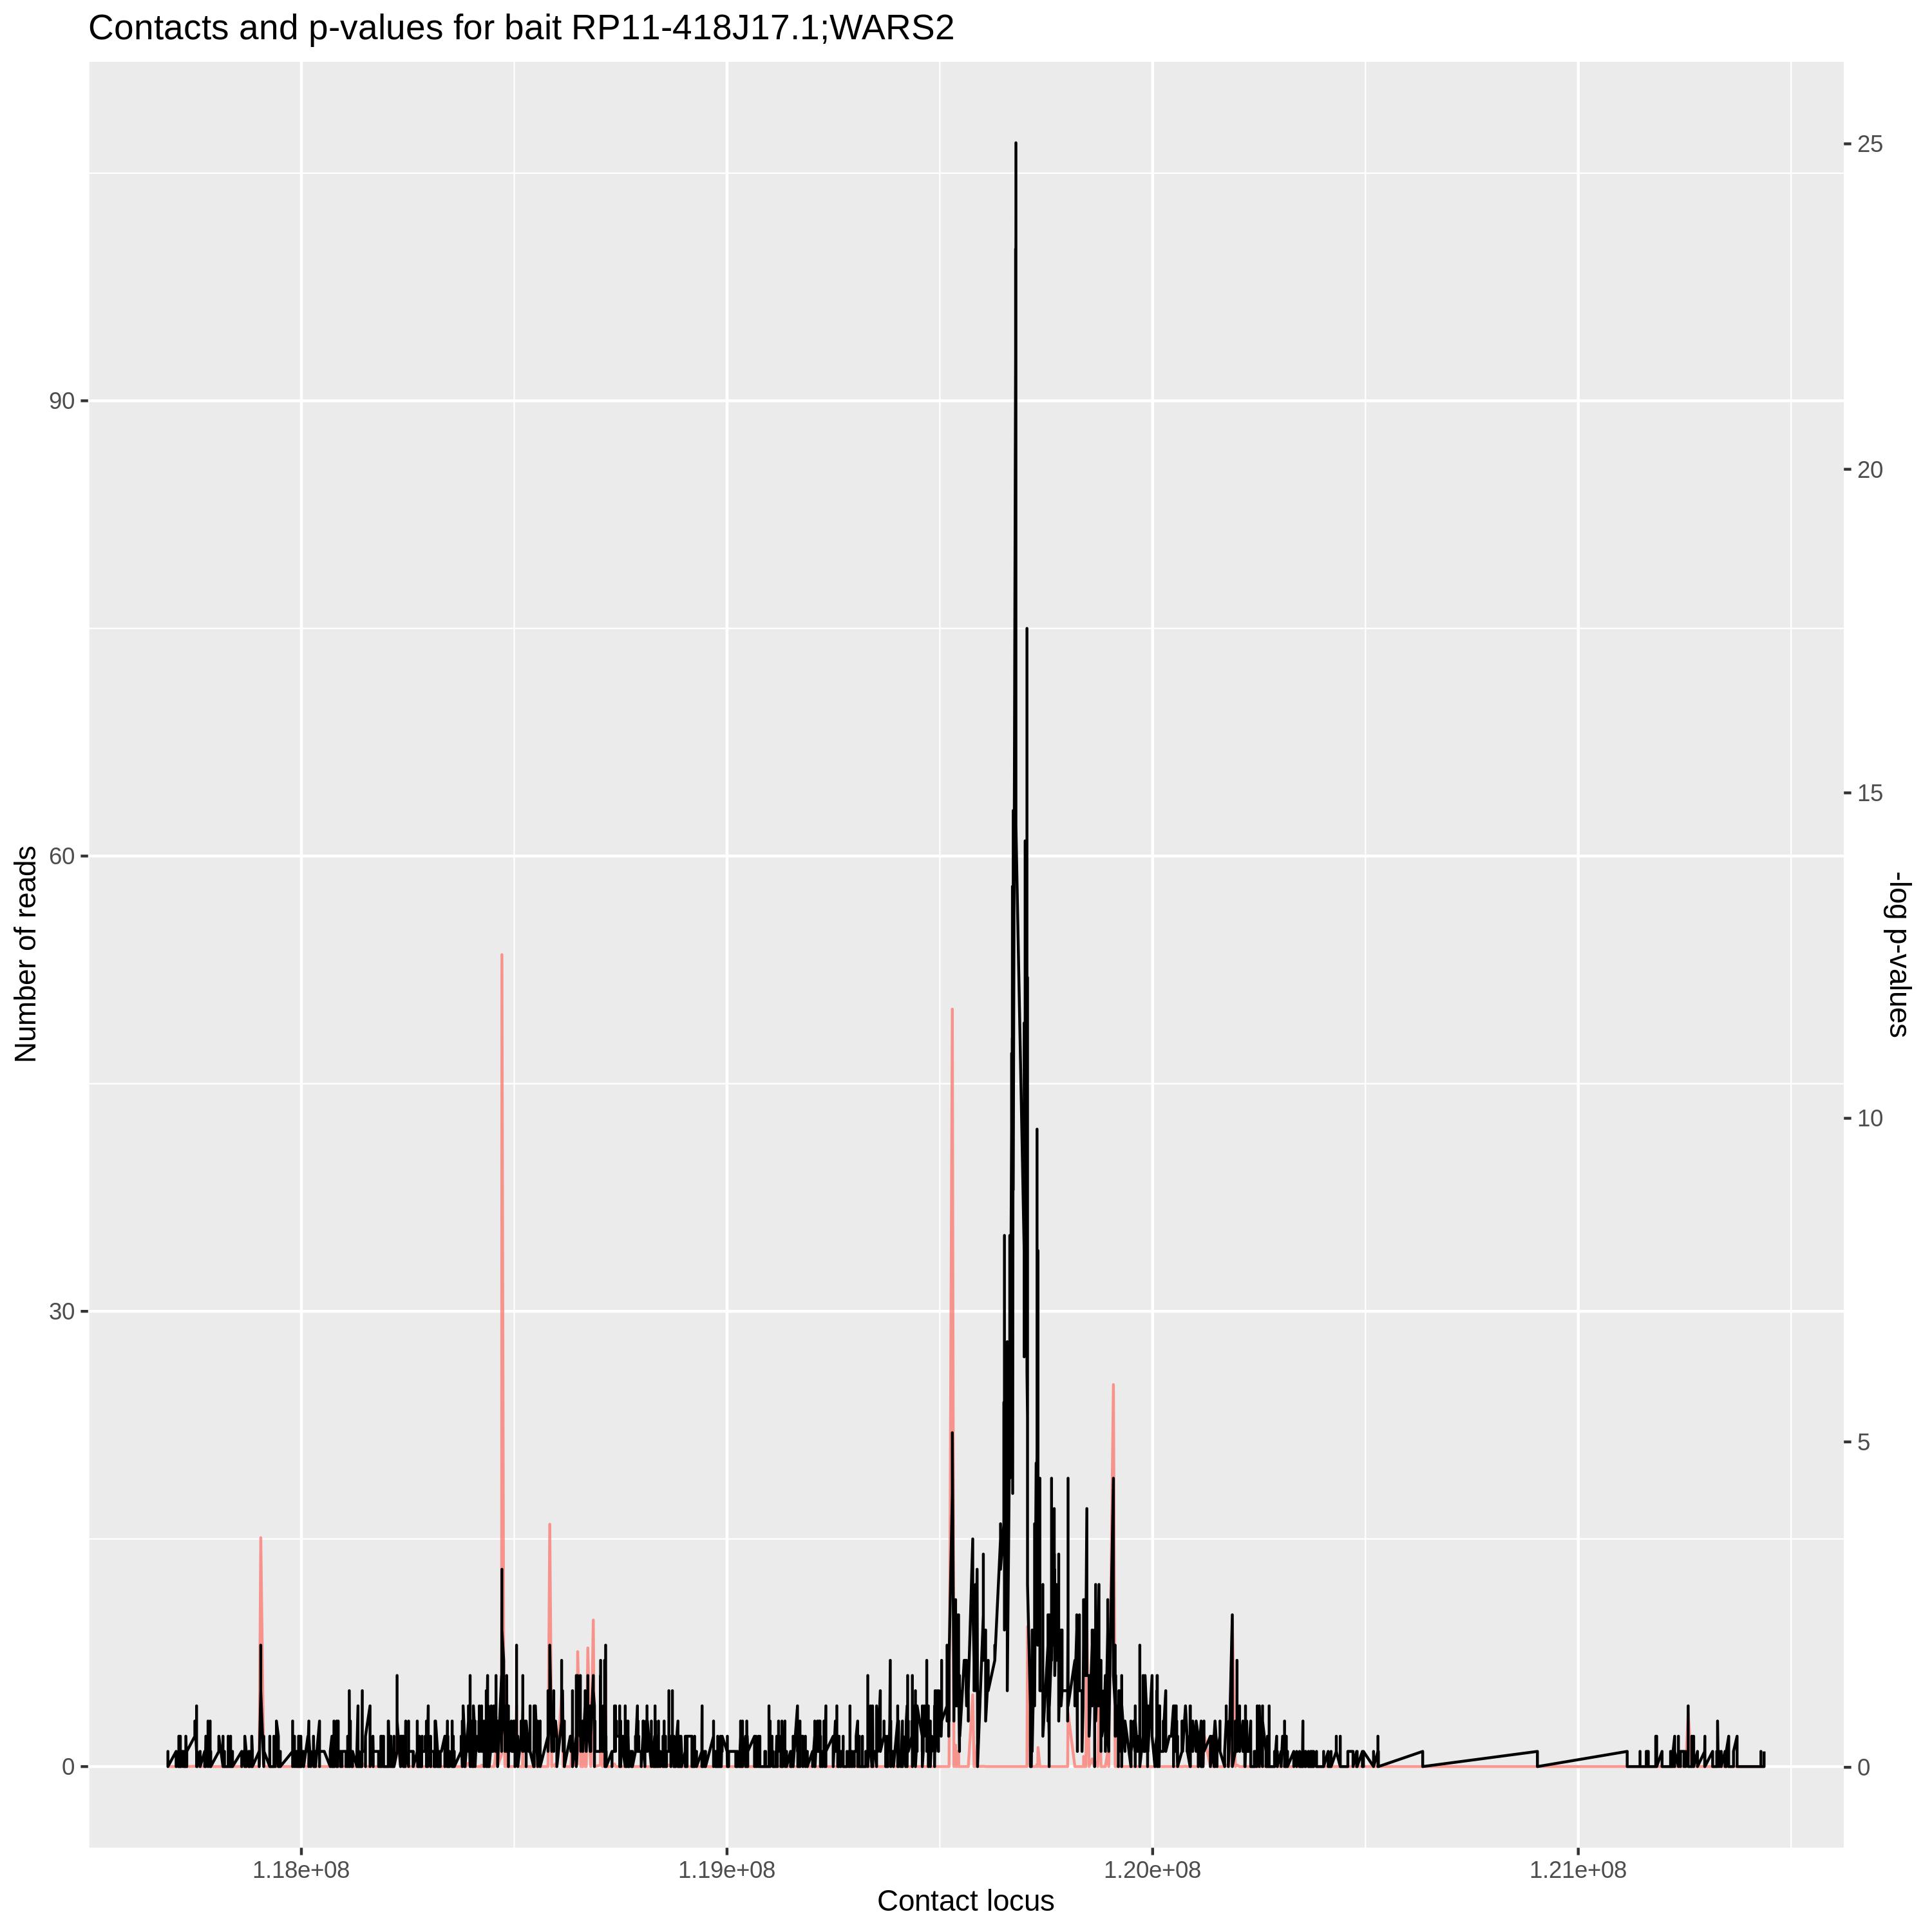 Contacts and p-values for bait RP11-418J17.1;WARS2
Number of reads
90
60
30
0
25
20
15
10
5
0
-log p-values
1.18e+08 1.19e+08 1.20e+08 1.21e+08
Contact locus